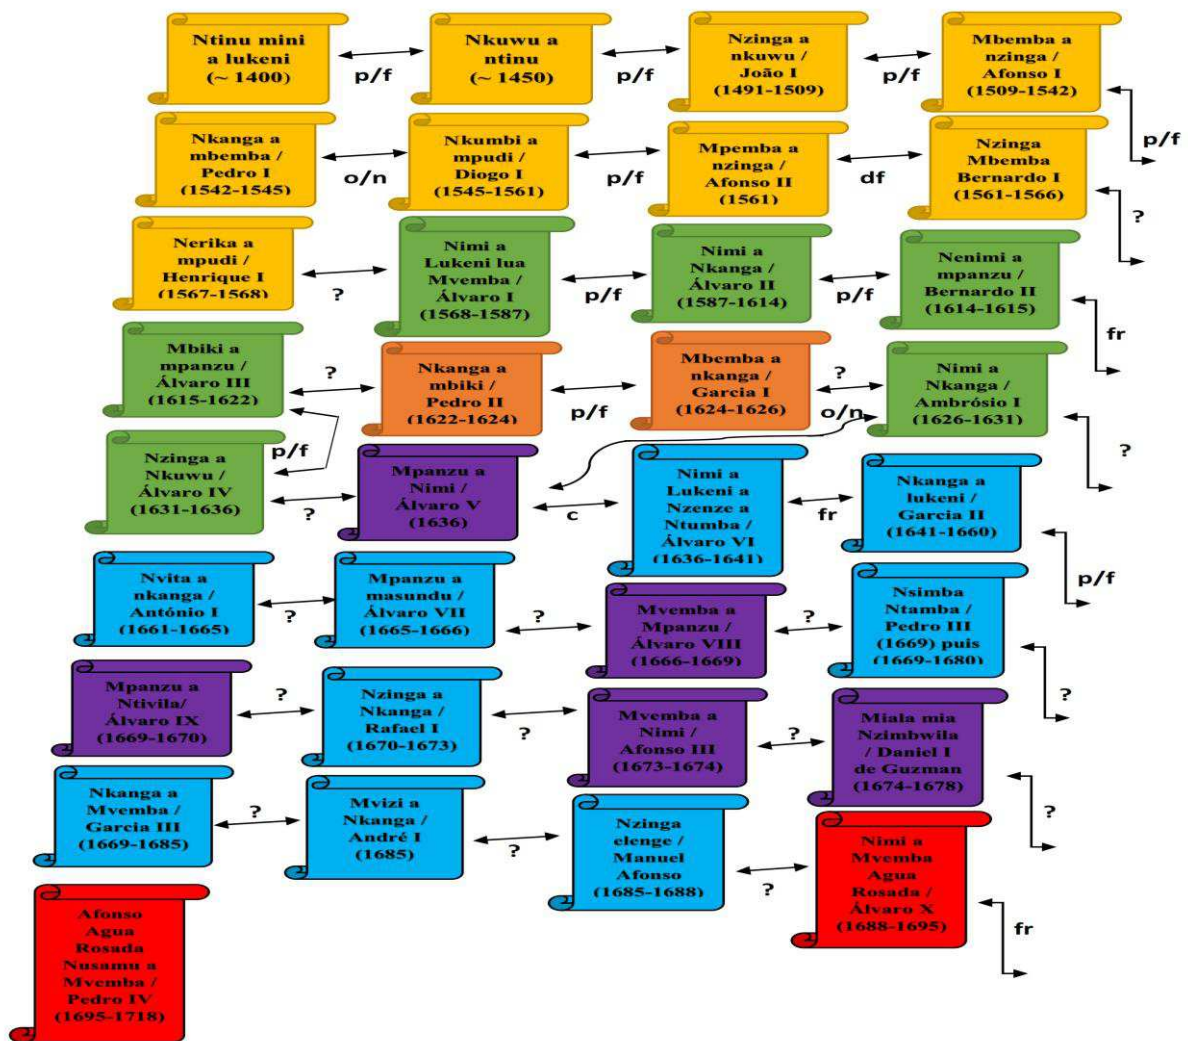 Ntinu mini
a lukeni
(~ 1400)
p/f
Nkuwu a
ntinu
(~ 1450)
p/f
Nzinga a
nkuwu /
João I
(1491-1509)
p/f
Mbemba a
nzinga /
Afonso I
(1509-1542)
p/f
Nkanga a
mbemba /
Pedro I
(1542-1545)
o/n
Nkumbi a
mpudi /
Diogo I
(1545-1561)
p/f
Mpemba a
nzinga /
Afonso II
(1561)
df
Nzinga
Mbemba
Bernardo I
(1561-1566)
?
Nerika a
mpudi /
Henrique I
(1567-1568)
?
Nimi a
Lukeni lua
Mvemba /
Álvaro I
(1568-1587)
p/f
Nimi a
Nkanga /
Álvaro II
(1587-1614)
p/f
Nenimi a
mpanzu /
Bernardo II
(1614-1615)
fr
Mbiki a
mpanzu /
Álvaro III
(1615-1622)
?
Nkanga a
mbiki /
Pedro II
(1622-1624)
p/f
Mbemba a
nkanga /
Garcia I
(1624-1626)
?
o/n
Nimi a
Nkanga /
Ambrósio I
(1626-1631)
?
p/f
Nzinga a
Nkuwu /
Álvaro IV
(1631-1636)
?
Mpanzu a
Nimi /
Álvaro V
(1636)
c
Nimi a
Lukeni a
Nzenze a
Ntumba /
Álvaro VI
(1636-1641)
fr
Nkanga a
lukeni /
Garcia II
(1641-1660)
p/f
Nvita a
nkanga /
António I
(1661-1665)
?
Mpanzu a
masundu /
Álvaro VII
(1665-1666)
?
Mvemba a
Mpanzu /
Álvaro VIII
(1666-1669)
?
Nsimba
Ntamba /
Pedro III
(1669) puis
(1669-1680)
?
Mpanzu a
Ntivila/
Álvaro IX
(1669-1670)
?
Nzinga a
Nkanga /
Rafael I
(1670-1673)
?
Mvemba a
Nimi /
Afonso III
(1673-1674)
?
Miala mia
Nzimbwila
/ Daniel I
de Guzman
(1674-1678)
?
Nkanga a
Mvemba /
Garcia III
(1669-1685)
?
Mvizi a
Nkanga /
André I
(1685)
?
Nzinga
elenge /
Manuel
Afonso
(1685-1688)
?
Nimi a
Mvemba
Agua
Rosada /
Álvaro X
(1688-1695)
fr
Afonso
Agua
Rosada
Nusamu a
Mvemba /
Pedro IV
(1695-1718)